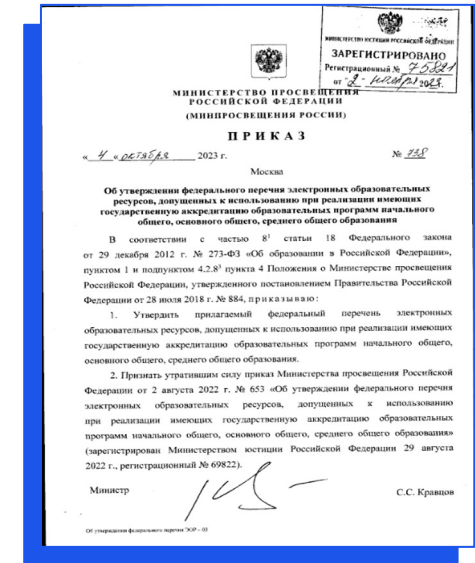 МИНИСТЕРСТВО ЮСТИЦИИ РОССИЙСКОЙ ФЕДЕРАЦИИ
ЗАРЕГИСТРИРОВАНО
Регистрационный № 75821
от "2" ноября 2023.
МИНИСТЕРСТВО ПРОСВЕЩЕНИЯ
РОССИЙСКОЙ ФЕДЕРАЦИИ
(МИНПРОСВЕЩЕНИЯ РОССИИ)
ПРИКАЗ
« 4 « октября 2023 г.
№ 738
Москва
Об утверждении федерального перечня электронных образовательных
ресурсов, допущенных к использованию при реализации имеющих
государственную аккредитацию образовательных программ начального
общего, основного общего, среднего общего образования
В соответствии с частью 8¹ статьи 18 Федерального закона
от 29 декабря 2012 г. № 273-ФЗ «Об образовании в Российской Федерации»,
пунктом 1 и подпунктом 4.2.8³ пункта 4 Положения о Министерстве просвещения
Российской Федерации, утвержденного постановлением Правительства Российской
Федерации от 28 июля 2018 г. № 884, приказываю:
1. Утвердить прилагаемый федеральный перечень электронных
образовательных ресурсов, допущенных к использованию при реализации имеющих
государственную аккредитацию образовательных программ начального общего,
основного общего, среднего общего образования.
2. Признать утратившим силу приказ Министерства просвещения Российской
Федерации от 2 августа 2022 г. № 653 «Об утверждении федерального перечня
электронных образовательных ресурсов, допущенных к использованию
при реализации имеющих государственную аккредитацию образовательных
программ начального общего, основного общего, среднего общего образования»
(зарегистрирован Министерством юстиции Российской Федерации 29 августа
2022 г., регистрационный № 69822).
Министр
С.С. Кравцов
Об утверждении федерального перечня ЭОР – 03